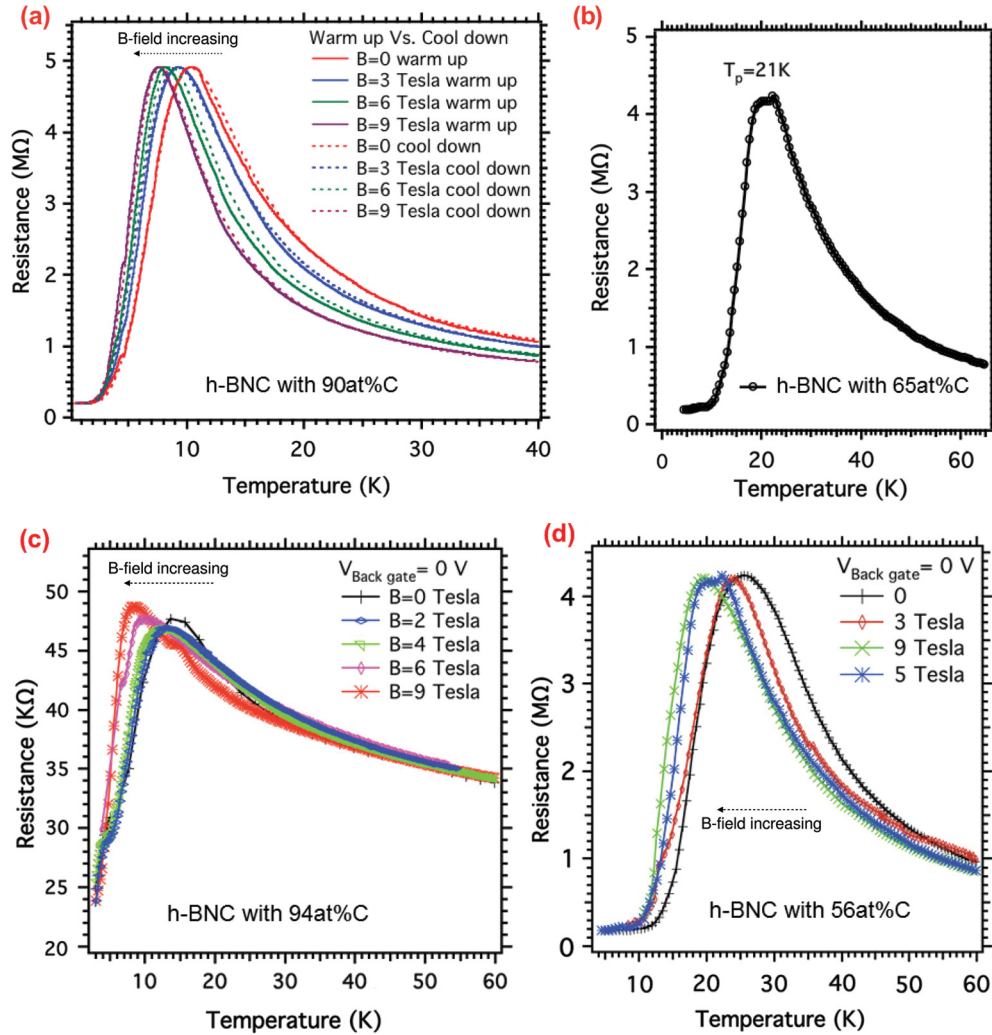 (a)
B-field increasing
Warm up Vs. Cool down
B=0 warm up
B=3 Tesla warm up
B=6 Tesla warm up
B=9 Tesla warm up
B=0 cool down
B=3 Tesla cool down
B=6 Tesla cool down
B=9 Tesla cool down
h-BNC with 90at%C
Resistance (MΩ)
5
4
3
2
1
0
10
20
30
40
Temperature (K)
(b)
Tp=21K
h-BNC with 65at%C
Resistance (MΩ)
5
4
3
2
1
0
0
20
40
60
Temperature (K)
(c)
B-field increasing
VBack gate= 0 V
B=0 Tesla
B=2 Tesla
B=4 Tesla
B=6 Tesla
B=9 Tesla
h-BNC with 94at%C
Resistance (KΩ)
50
45
40
35
30
25
20
10
20
30
40
50
60
Temperature (K)
(d)
VBack gate= 0 V
0
3 Tesla
9 Tesla
5 Tesla
B-field increasing
h-BNC with 56at%C
Resistance (MΩ)
4
3
2
1
0
10
20
30
40
50
60
Temperature (K)